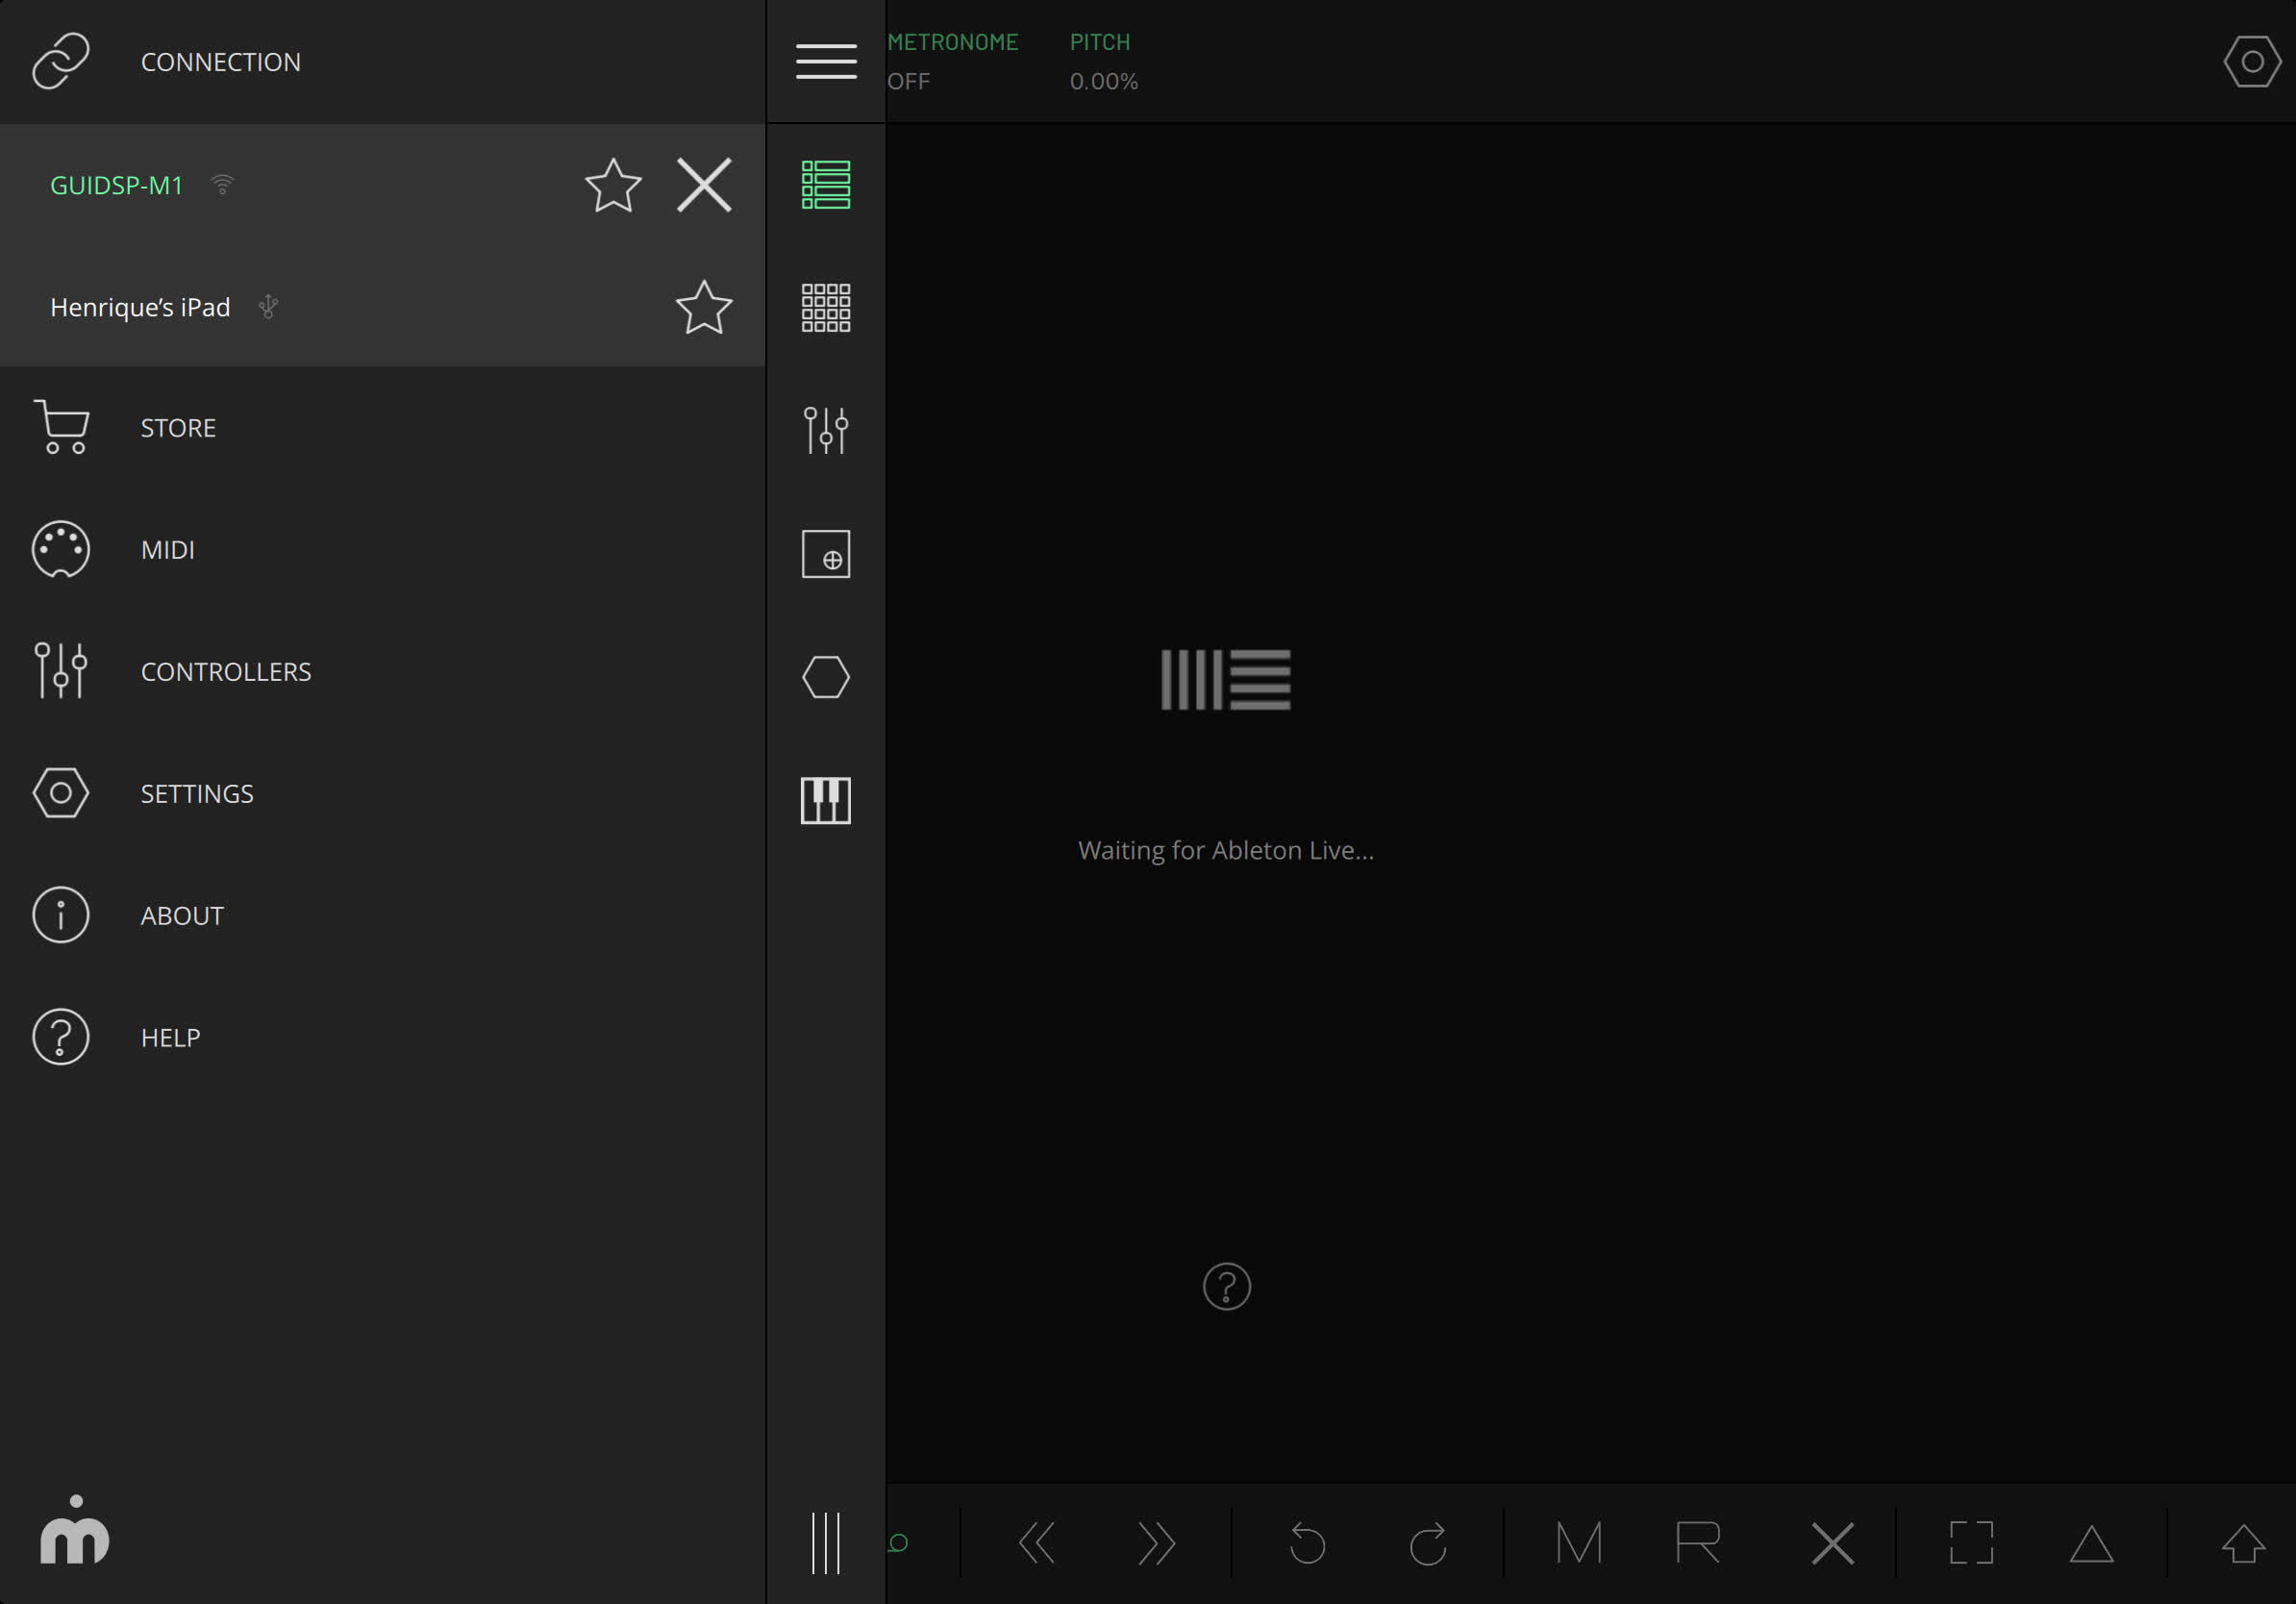 CONNECTION
METRONOME
PITCH
OFF
0.00%
GUIDSP-M1
Henrique’s iPad
STORE
MIDI
CONTROLLERS
SETTINGS
ABOUT
HELP
Waiting for Ableton Live...
M
R